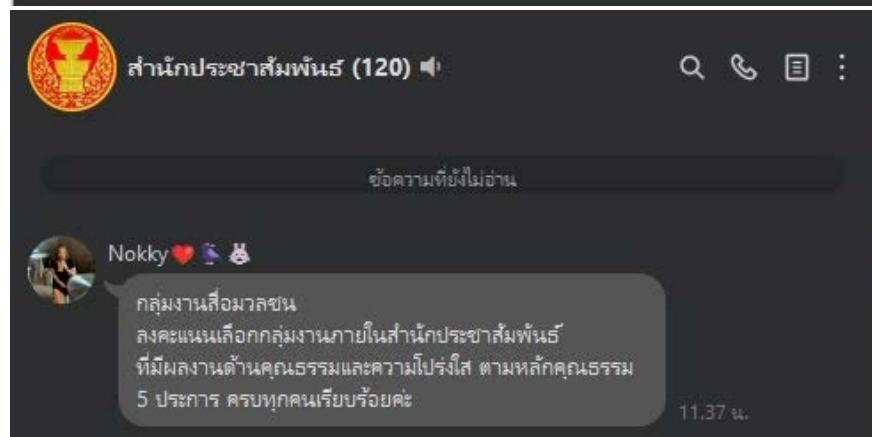 สำนักประชาสัมพันธ์ (120)
ข้อความที่ยังไม่อ่าน
Nokky❤️
กลุ่มงานสื่อมวลชน
ลงคะแนนเลือกกลุ่มงานภายในสำนักประชาสัมพันธ์
ที่มีผลงานด้านคุณธรรมและความโปร่งใส ตามหลักคุณธรรม
5 ประการ ครบทุกคนเรียบร้อยค่ะ
11.37 น.